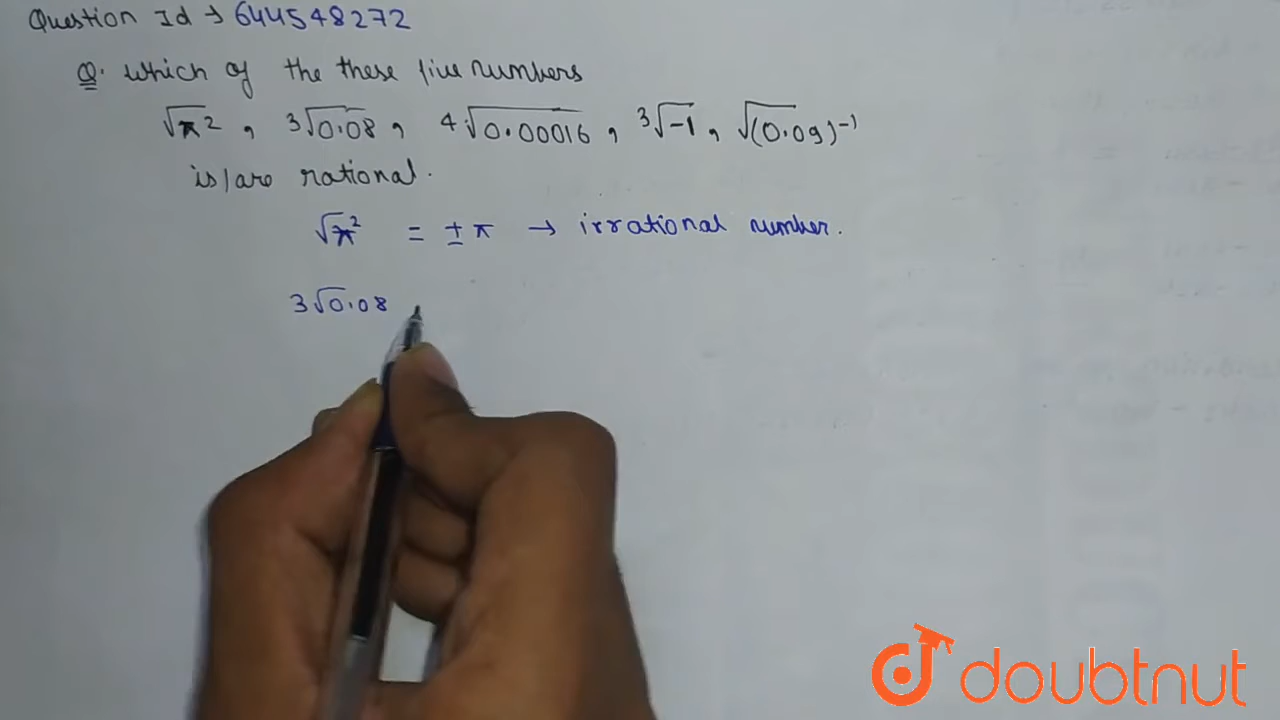 Question Id → 644548272
Q. which of the these five numbers
√π², 3√0.08, 4√0.00016, ³√-1, √(0.09)⁻¹
is/are rational.
√π² = ± π → irrational number.
3√0.08
doubtnut